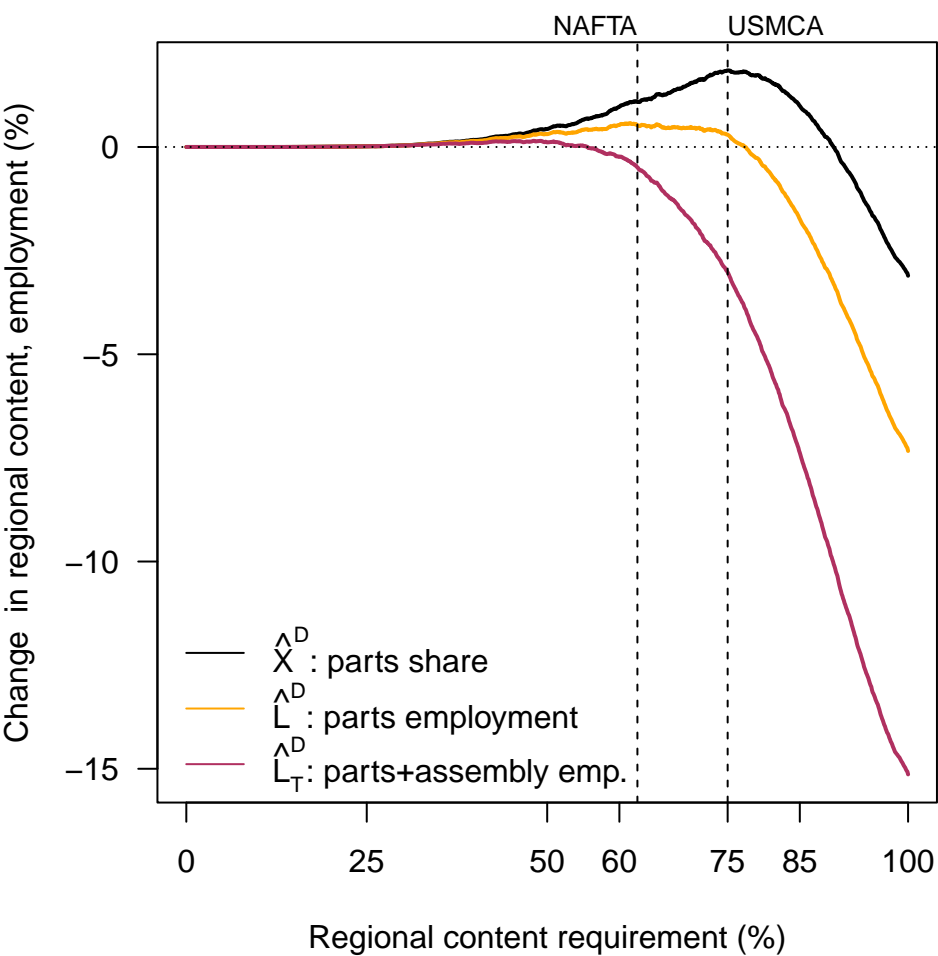 NAFTA USMCA
Change in regional content, employment (%)
0
−5
−10
−15
X̂^D : parts share
L̂^D : parts employment
L̂_T^D: parts+assembly emp.
0 25 50 60 75 85 100
Regional content requirement (%)